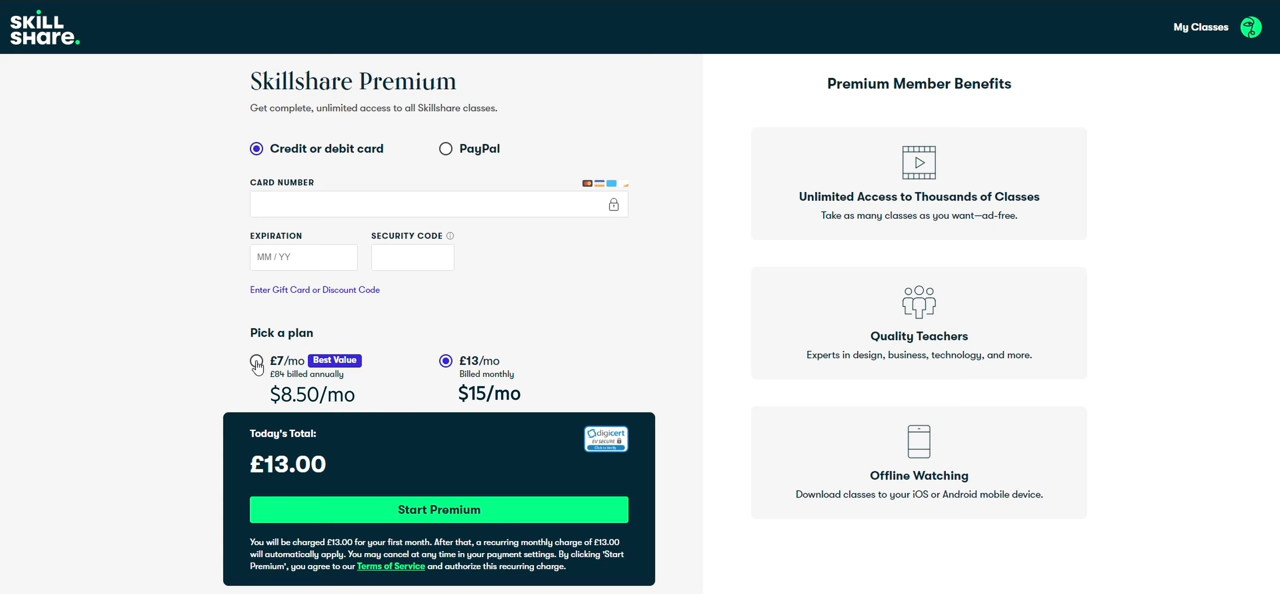 SKiLL
SHare.
My Classes
Skillshare Premium
Get complete, unlimited access to all Skillshare classes.
Credit or debit card
PayPal
CARD NUMBER
EXPIRATION
SECURITY CODE
MM / YY
Enter Gift Card or Discount Code
Pick a plan
£7/mo Best Value
£84 billed annually
$8.50/mo
£13/mo
Billed monthly
$15/mo
Today's Total:
£13.00
digicert
EV SECURE
Click to Verify
Start Premium
You will be charged £13.00 for your first month. After that, a recurring monthly charge of £13.00
will automatically apply. You may cancel at any time in your payment settings. By clicking 'Start
Premium', you agree to our Terms of Service and authorize this recurring charge.
Premium Member Benefits
Unlimited Access to Thousands of Classes
Take as many classes as you want—ad-free.
Quality Teachers
Experts in design, business, technology, and more.
Offline Watching
Download classes to your iOS or Android mobile device.